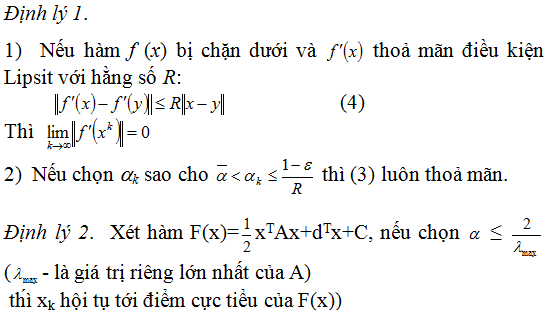 Định lý 1.
1) Nếu hàm f (x) bị chặn dưới và f'(x) thoả mãn điều kiện
Lipsit với hằng số R:
‖f'(x)−f'(y)‖≤ R‖x−y‖ (4)
Thì lim_{k→∞}‖f'(x^k)‖=0
2) Nếu chọn α_k sao cho ᾱ < α_k ≤ (1−ε)/R thì (3) luôn thoả mãn.
Định lý 2. Xét hàm F(x)=1/2 x^TAx+d^Tx+C, nếu chọn α ≤ 2/λ_max
(λ_max - là giá trị riêng lớn nhất của A)
thì x_k hội tụ tới điểm cực tiểu của F(x))